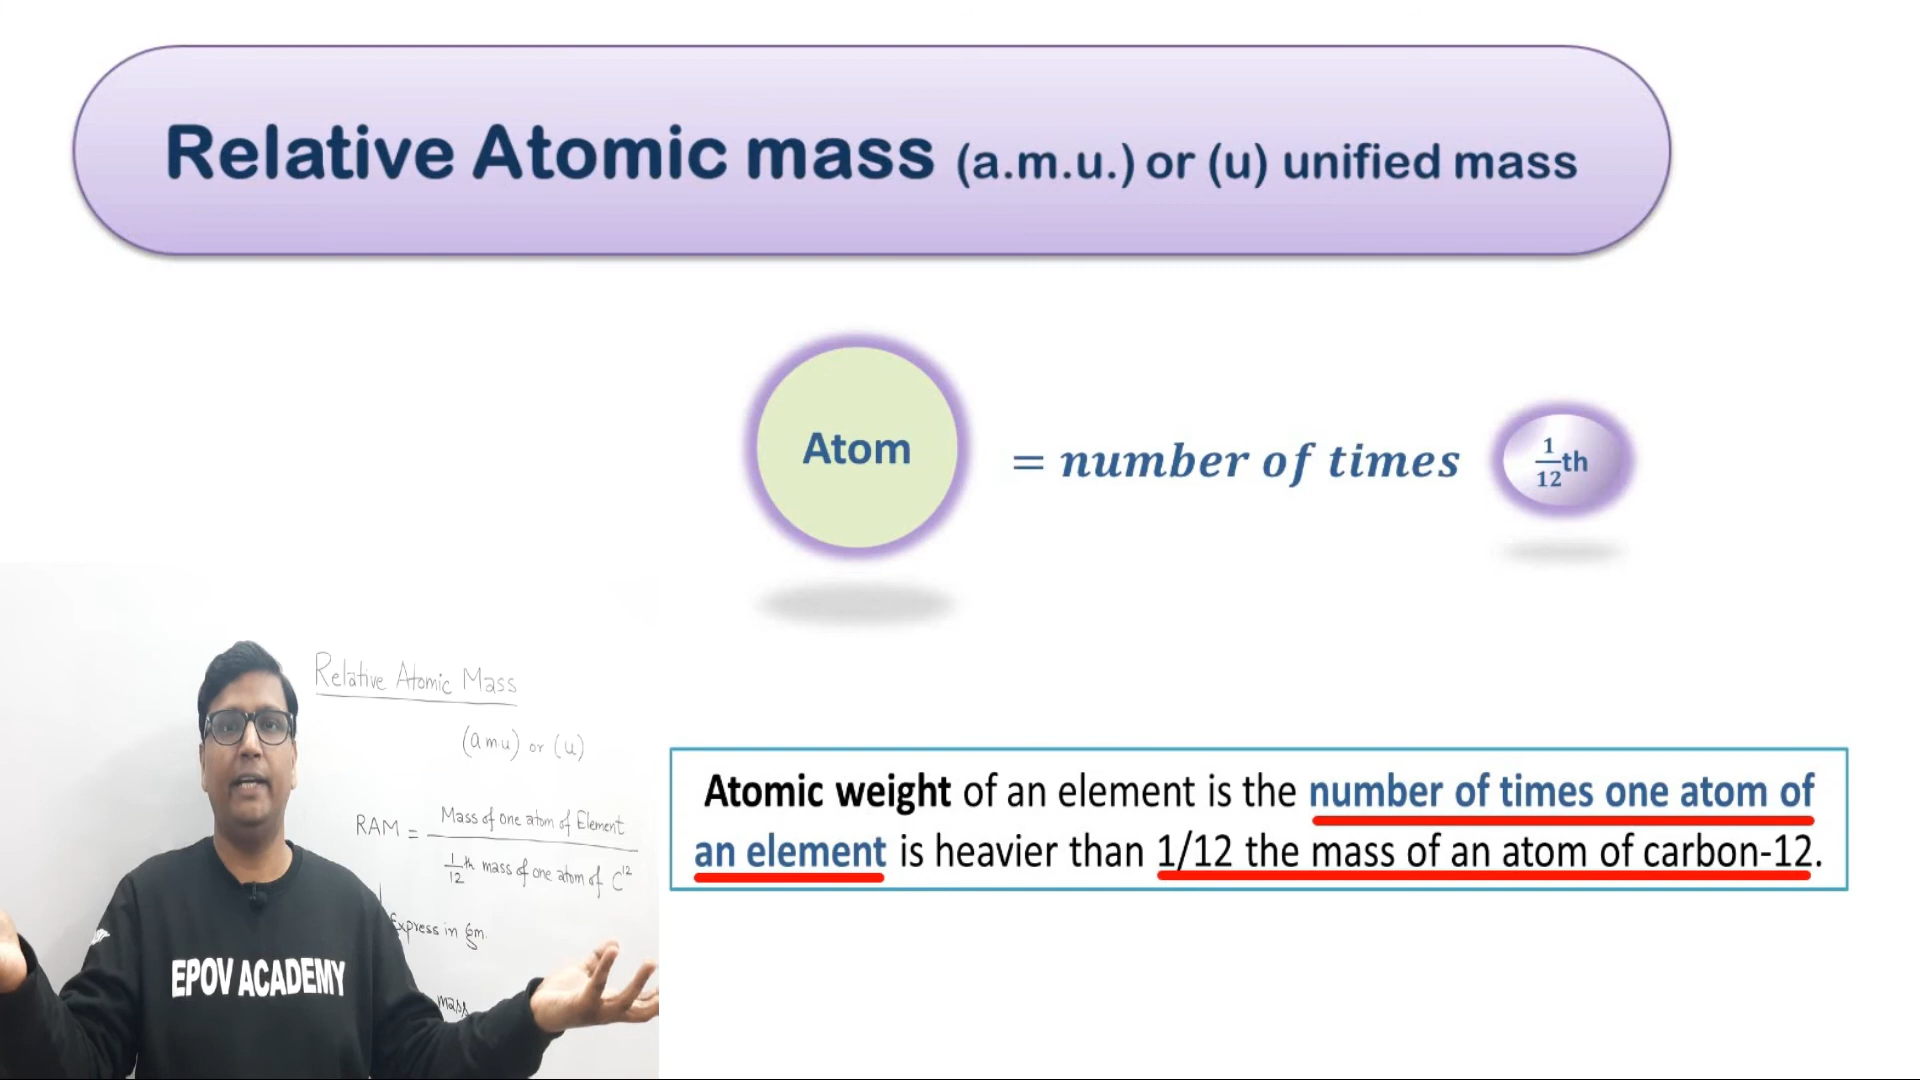 Relative Atomic mass (a.m.u.) or (u) unified mass
Atom
= number of times
1/12 th
Relative Atomic Mass
(amu) or (u)
RAM = Mass of one atom of Element
1/12 th mass of one atom of C¹²
Express in gm.
mass
EPOV ACADEMY
Atomic weight of an element is the number of times one atom of
an element is heavier than 1/12 the mass of an atom of carbon-12.